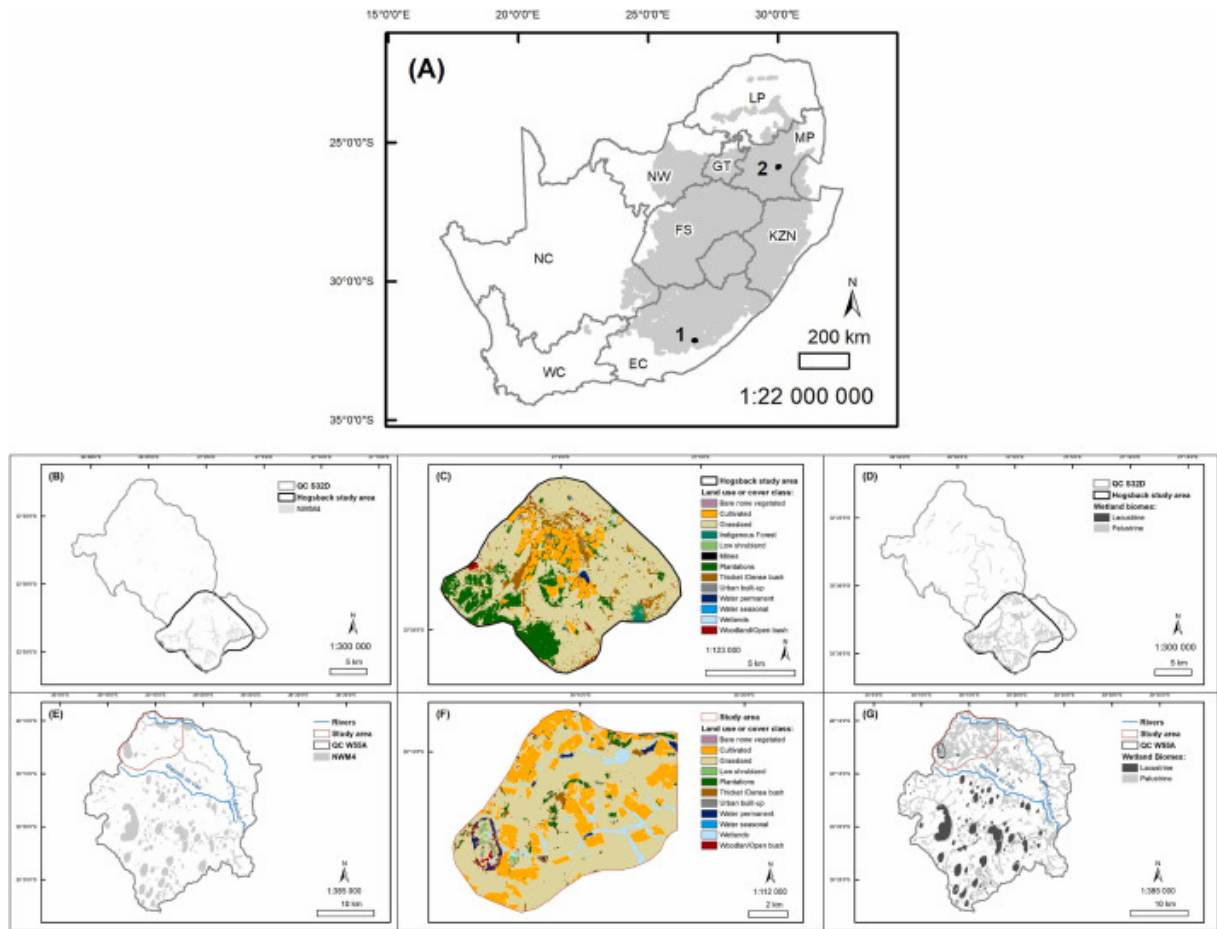 15°0'0"E 20°0'0"E 25°0'0"E 30°0'0"E
(A)
LP
25°0'0"S
MP
GT
2
NW
FS
KZN
NC
30°0'0"S
N
1
200 km
EC
WC
1:22 000 000
35°0'0"S
(B)
QC S32D
Hogsback study area
NWM4
N
1:300 000
5 km
(C)
Hogsback study area
Land use or cover class:
Bare none vegetated
Cultivated
Grassland
Indigenous Forest
Low shrubland
Mines
Plantations
Thicket /Dense bush
Urban built-up
Water permanent
Water seasonal
Wetlands
Woodland/Open bush
N
1:123 000
5 km
(D)
QC S32D
Hogsback study area
Wetland biomes:
Lacustrine
Palustrine
N
1:300 000
5 km
(E)
Rivers
Study area
QC W55A
NWM4
N
1:385 000
10 km
(F)
Study area
Land use or cover class:
Bare none vegetated
Cultivated
Grassland
Low shrubland
Plantations
Thicket /Dense bush
Urban built-up
Water permanent
Water seasonal
Wetlands
Woodlan/Open bush
N
1:112 000
2 km
(G)
Rivers
Study area
QC W55A
Wetland Biomes:
Lacustrine
Palustrine
N
1:385 000
10 km